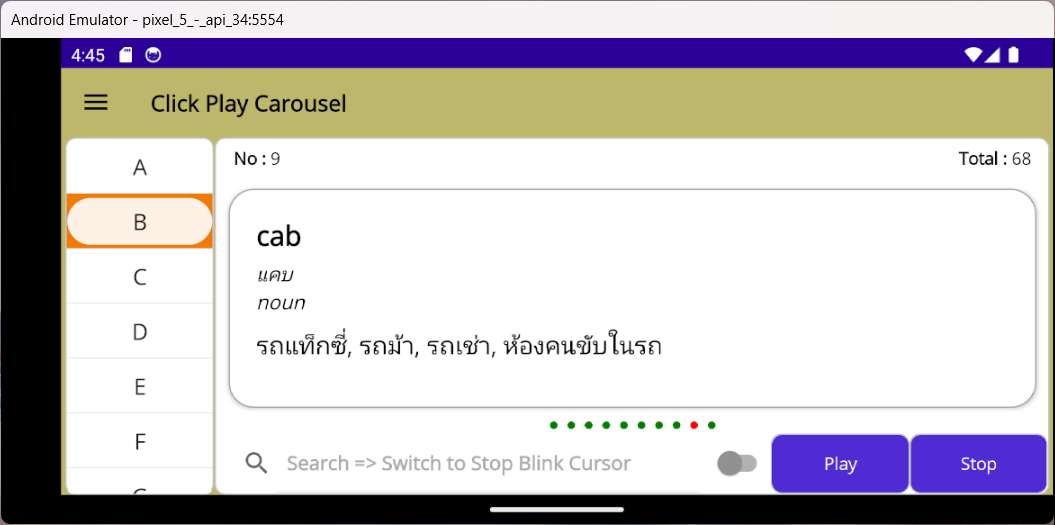 Android Emulator - pixel_5_-_api_34:5554
4:45
Click Play Carousel
A
B
C
D
E
F
No : 9
Total : 68
cab
แคบ
noun
รถแท็กซี่, รถม้า, รถเช่า, ห้องคนขับในรถ
Search => Switch to Stop Blink Cursor
Play
Stop